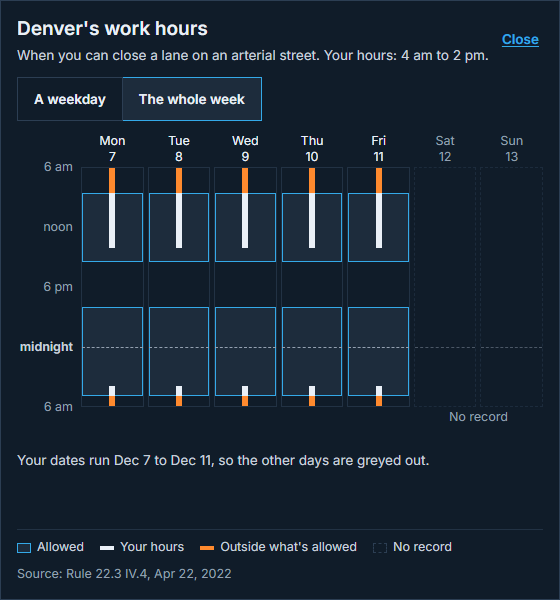 Denver's work hours
Close
When you can close a lane on an arterial street. Your hours: 4 am to 2 pm.
A weekday
The whole week
Mon Tue Wed Thu Fri Sat Sun
7 8 9 10 11 12 13
6 am
noon
6 pm
midnight
6 am
No record
Your dates run Dec 7 to Dec 11, so the other days are greyed out.
Allowed Your hours Outside what's allowed No record
Source: Rule 22.3 IV.4, Apr 22, 2022